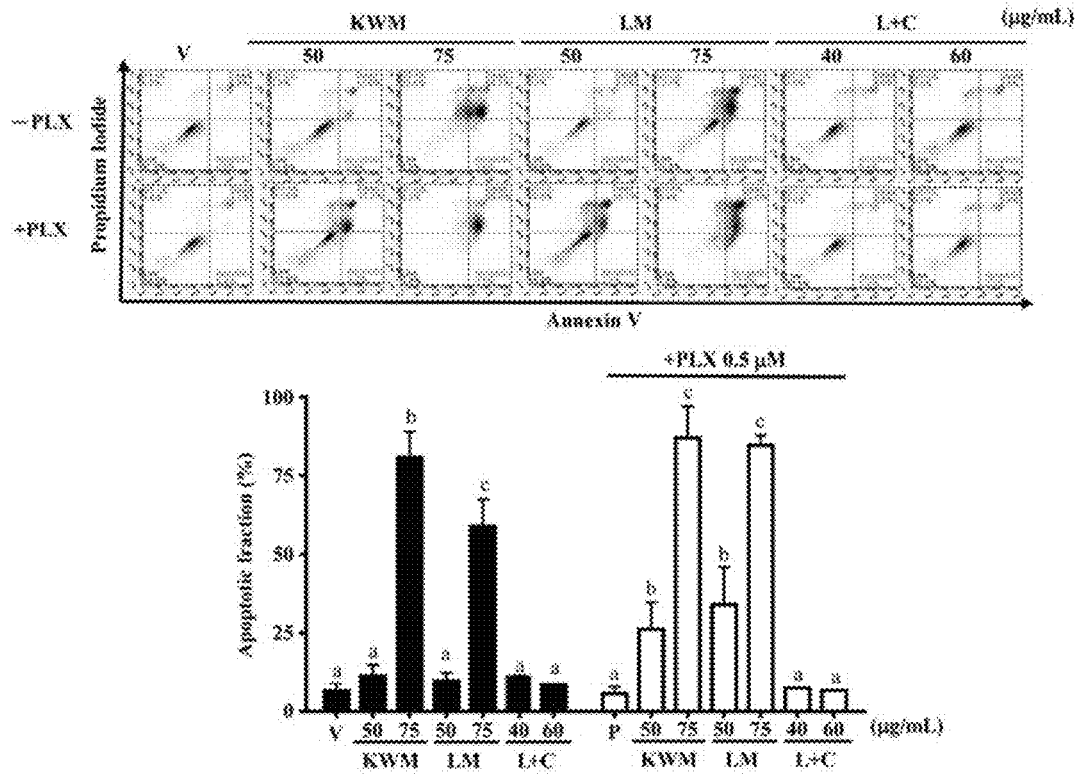 KWM LM L+C (μg/mL)
V 50 75 50 75 40 60
−PLX
+PLX
Propidium Iodide
Annexin V
+PLX 0.5 μM
Apoptotic fraction (%)
100
75
50
25
0
a a b a c a a a b c b c a a
V 50 75 50 75 40 60 P 50 75 50 75 40 60 (μg/mL)
KWM LM L+C KWM LM L+C